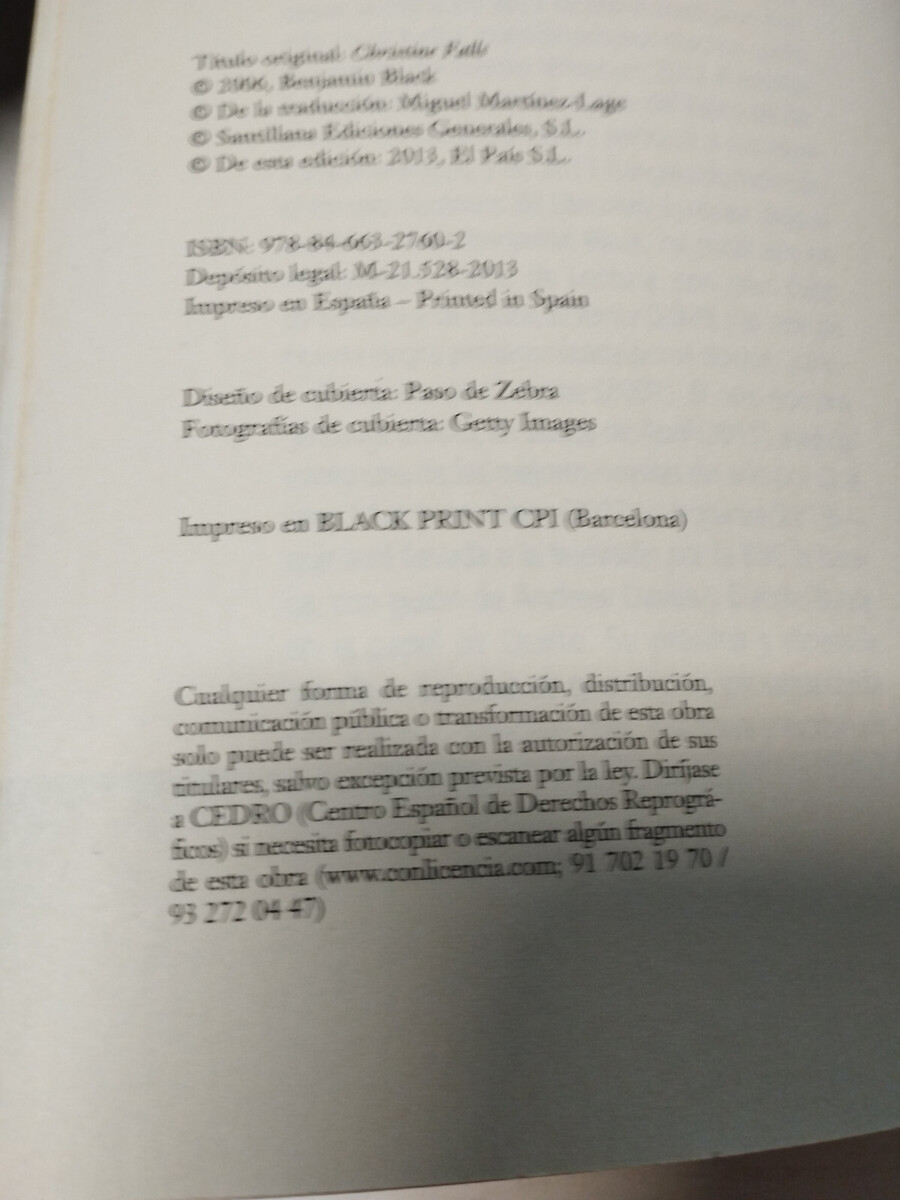 Título original: Christine Falls
© 2006, Benjamin Black
© De la traducción: Miguel Martínez-Lage
© Santillana Ediciones Generales, S.L.
© De esta edición: 2013, El País S.L.
ISBN: 978-84-663-2760-2
Depósito legal: M-21.528-2013
Impreso en España – Printed in Spain
Diseño de cubierta: Paso de Zebra
Fotografías de cubierta: Getty Images
Impreso en BLACK PRINT CPI (Barcelona)
Cualquier forma de reproducción, distribución,
comunicación pública o transformación de esta obra
solo puede ser realizada con la autorización de sus
titulares, salvo excepción prevista por la ley. Diríjase
a CEDRO (Centro Español de Derechos Reprográ-
ficos) si necesita fotocopiar o escanear algún fragmento
de esta obra (www.conlicencia.com; 91 702 19 70 /
93 272 04 47)